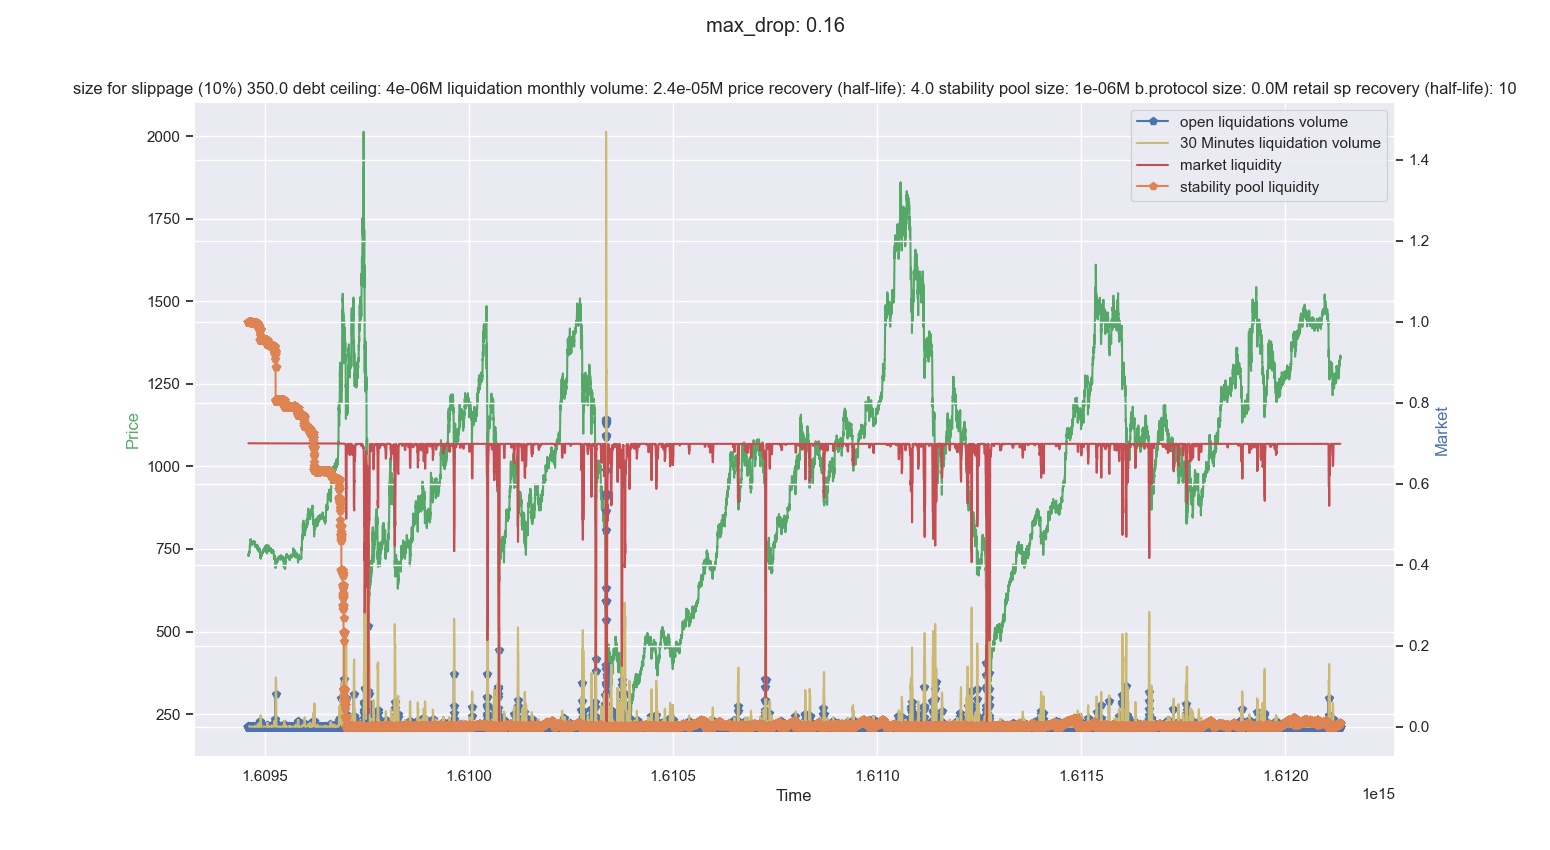 max_drop: 0.16
size for slippage (10%) 350.0 debt ceiling: 4e-06M liquidation monthly volume: 2.4e-05M price recovery (half-life): 4.0 stability pool size: 1e-06M b.protocol size: 0.0M retail sp recovery (half-life): 10
open liquidations volume
30 Minutes liquidation volume
market liquidity
stability pool liquidity
2000
1750
1500
1250
1000
750
500
250
Price
1.4
1.2
1.0
0.8
0.6
0.4
0.2
0.0
Market
1.6095
1.6100
1.6105
1.6110
1.6115
1.6120
1e15
Time